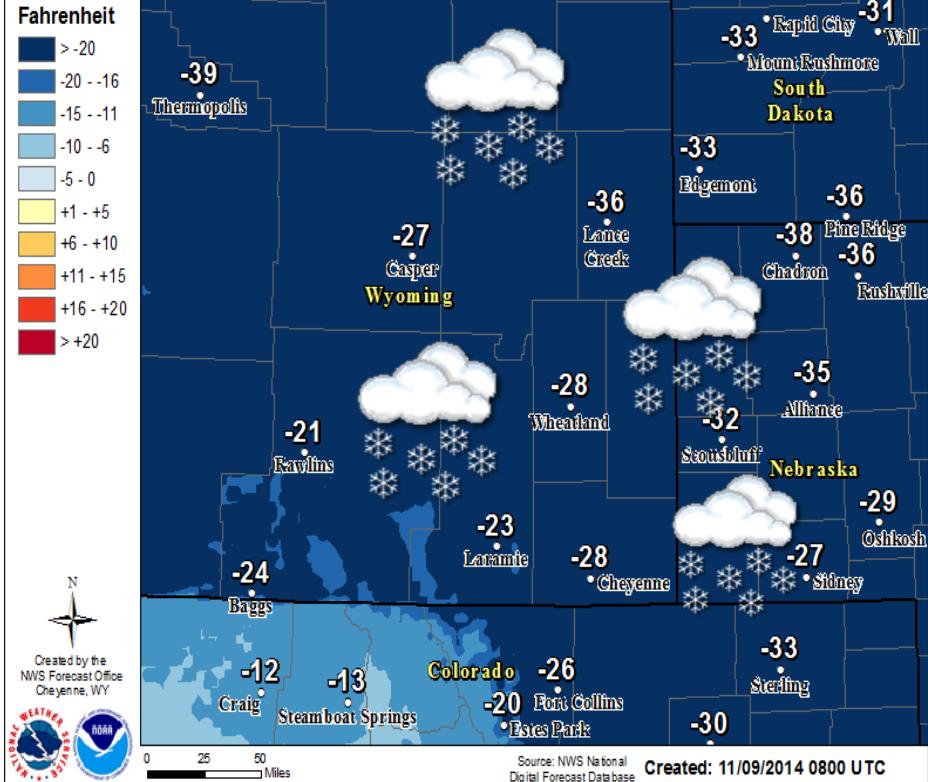 Fahrenheit
> -20
-20 - -16
-15 - -11
-10 - -6
-5 - 0
+1 - +5
+6 - +10
+11 - +15
+16 - +20
> +20
-31
Rapid City
Wall
-33
Mount Rushmore
-39
Thermopolis
South
Dakota
-33
Edgemont
-36
Lance
Creek
-36
Pine Ridge
-27
Casper
-38
Chadron
-36
Rushville
Wyoming
-28
Wheatland
-35
Alliance
-21
Rawlins
-32
Scottsbluff
Nebraska
-23
Laramie
-29
Oshkosh
-28
Cheyenne
-27
Sidney
-24
Baggs
Colorado
-12
Craig
-13
Steamboat Springs
-26
Fort Collins
-20
Estes Park
-33
Sterling
-30
N
Created by the
NWS Forecast Office
Cheyenne, WY
NATIONAL WEATHER SERVICE
NOAA
0 25 50
Miles
Source: NWS National
Digital Forecast Database
Created: 11/09/2014 0800 UTC